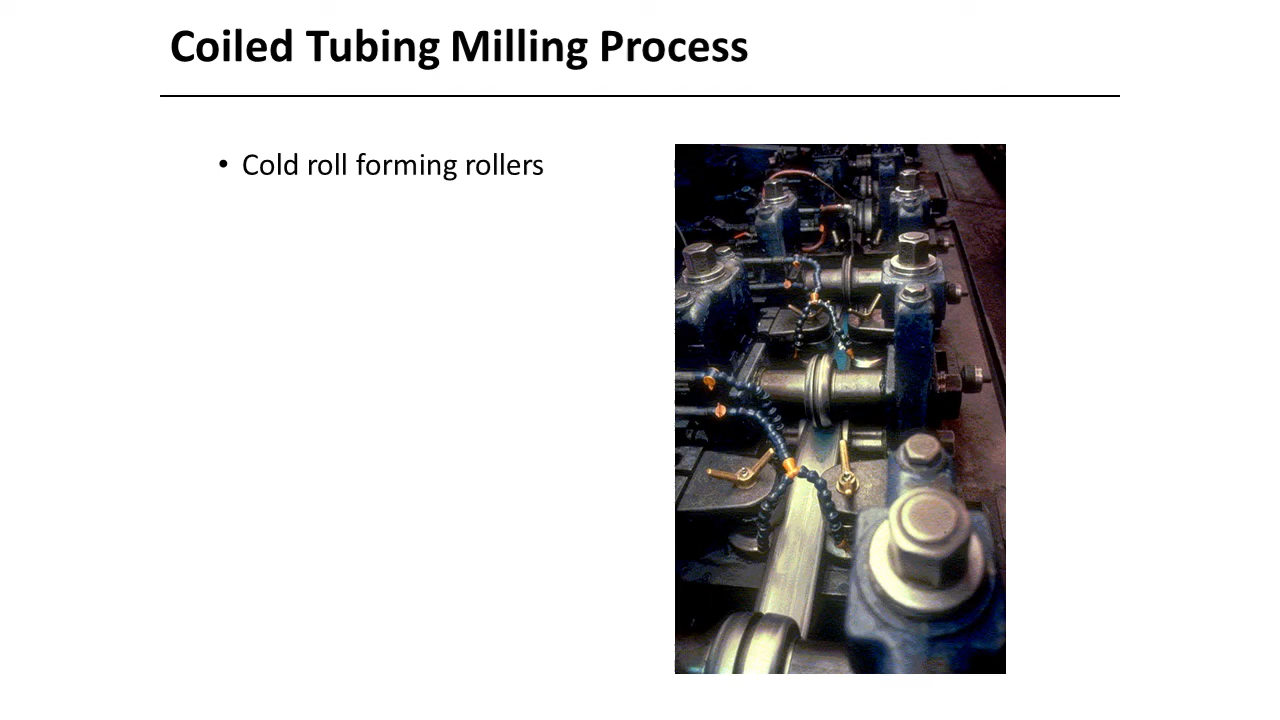 Coiled Tubing Milling Process
• Cold roll forming rollers